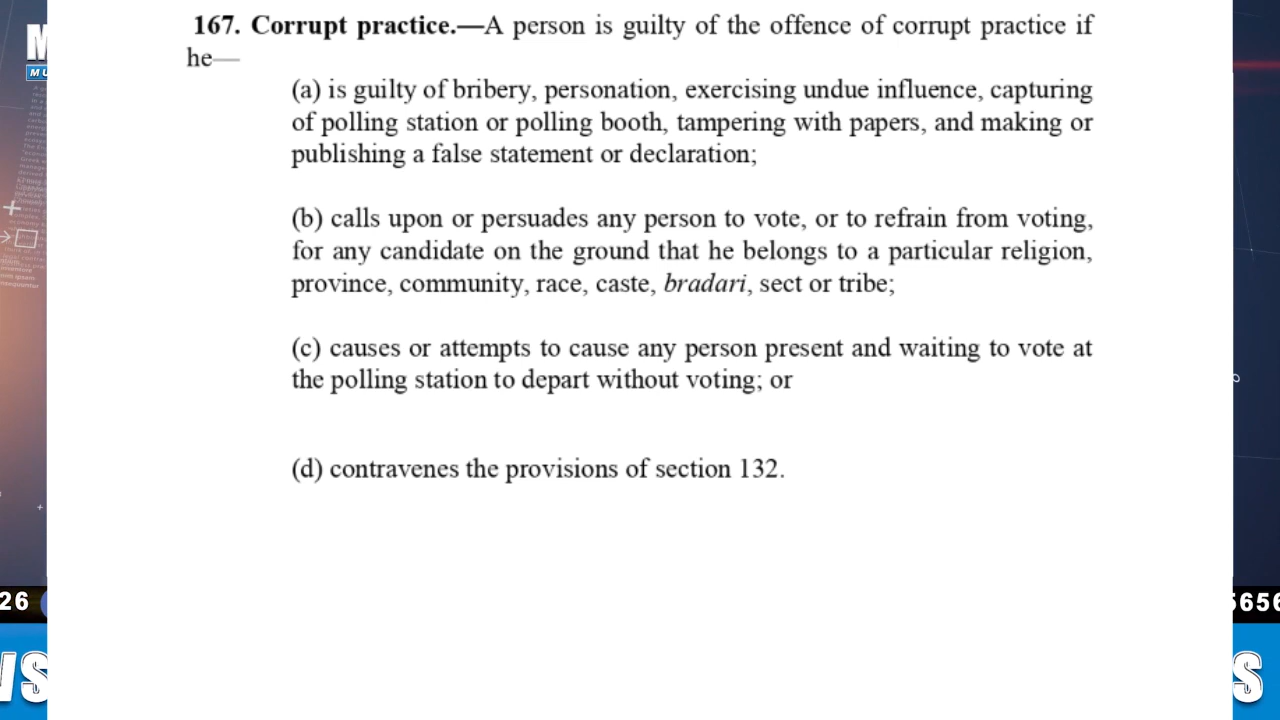 167. Corrupt practice.—A person is guilty of the offence of corrupt practice if
he—
(a) is guilty of bribery, personation, exercising undue influence, capturing
of polling station or polling booth, tampering with papers, and making or
publishing a false statement or declaration;
(b) calls upon or persuades any person to vote, or to refrain from voting,
for any candidate on the ground that he belongs to a particular religion,
province, community, race, caste, bradari, sect or tribe;
(c) causes or attempts to cause any person present and waiting to vote at
the polling station to depart without voting; or
(d) contravenes the provisions of section 132.
M
MU
26
5656
WS
S